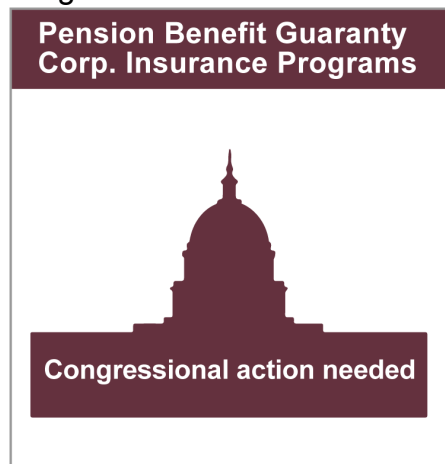 Pension Benefit Guaranty
Corp. Insurance Programs
Congressional action needed